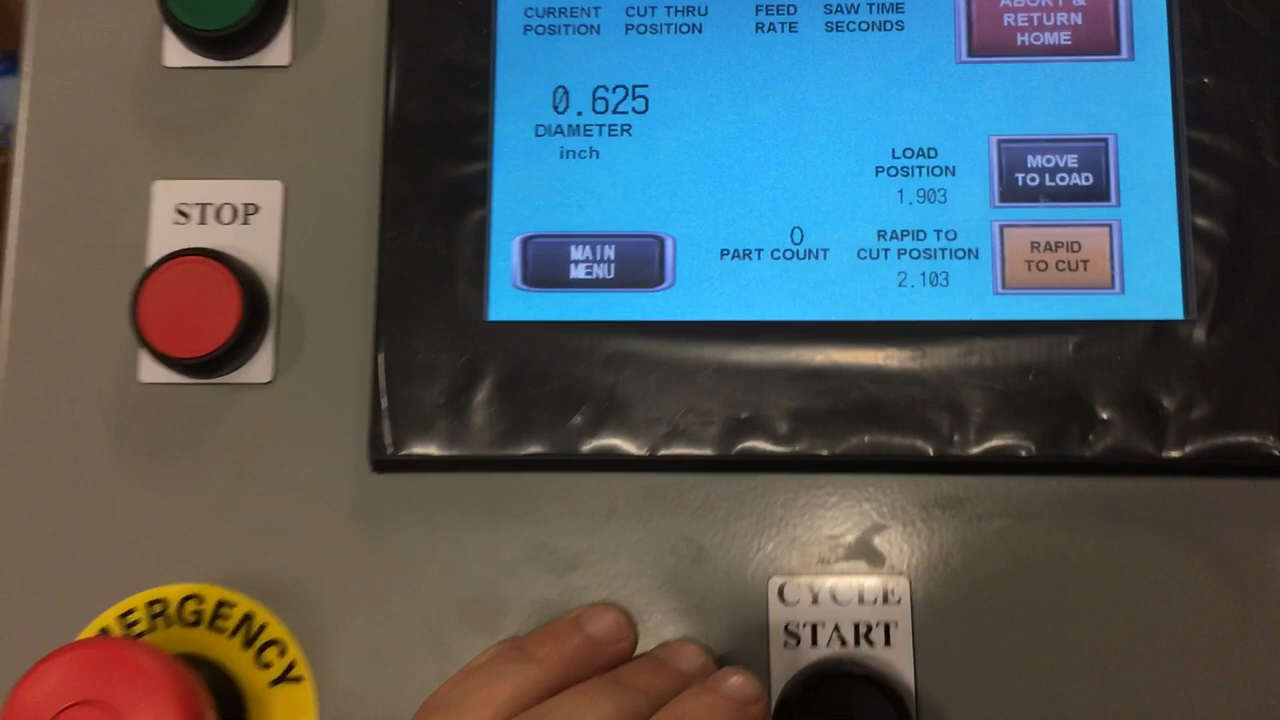 CURRENT
POSITION
CUT THRU
POSITION
FEED
RATE
SAW TIME
SECONDS
ABORT &
RETURN
HOME
0.625
DIAMETER
inch
LOAD
POSITION
1.903
MOVE
TO LOAD
STOP
MAIN
MENU
0
PART COUNT
RAPID TO
CUT POSITION
2.103
RAPID
TO CUT
CYCLE
START
MERGENCY